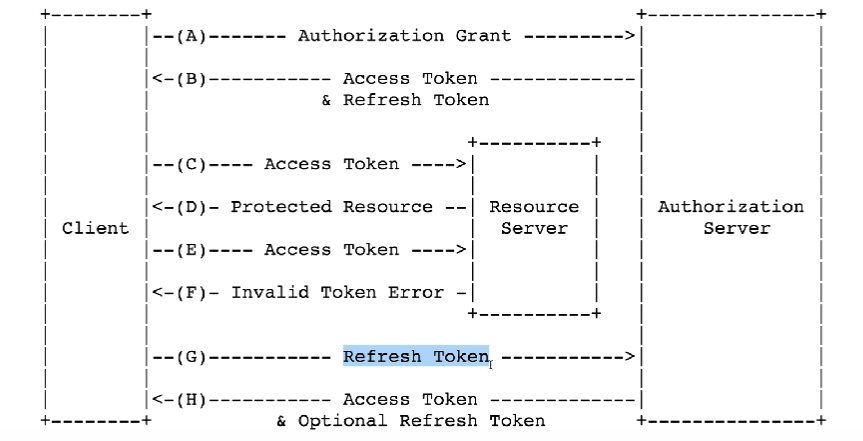 +--------+                                           +---------------+
|        |--(A)------- Authorization Grant --------->|               |
|        |                                           |               |
|        |<-(B)----------- Access Token -------------|               |
|        |               & Refresh Token             |               |
|        |                                           |               |
|        |                            +----------+   |               |
|        |--(C)---- Access Token ---->|          |   |               |
|        |                            |          |   |               |
|        |<-(D)- Protected Resource --| Resource |   | Authorization |
| Client |                            |  Server  |   |     Server    |
|        |--(E)---- Access Token ---->|          |   |               |
|        |                            |          |   |               |
|        |<-(F)- Invalid Token Error -|          |   |               |
|        |                            +----------+   |               |
|        |                                           |               |
|        |--(G)----------- Refresh Token ----------->|               |
|        |                                           |               |
|        |<-(H)----------- Access Token -------------|               |
+--------+           & Optional Refresh Token        +---------------+